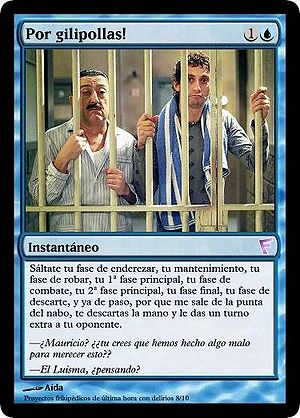 Por gilipollas! 1
Instantáneo
Sáltate tu fase de enderezar, tu mantenimiento, tu
fase de robar, tu 1ª fase principal, tu fase de
combate, tu 2ª fase principal, tu fase final, tu fase de
descarte, y ya de paso, por que me sale de la punta
del nabo, te descartas la mano y le das un turno
extra a tu oponente.
—¿Mauricio? ¿¿tu crees que hemos hecho algo malo
para merecer esto??
—El Luisma, ¿pensando?
Aida
Proyectos frikipédicos de última hora con derribos 8/10